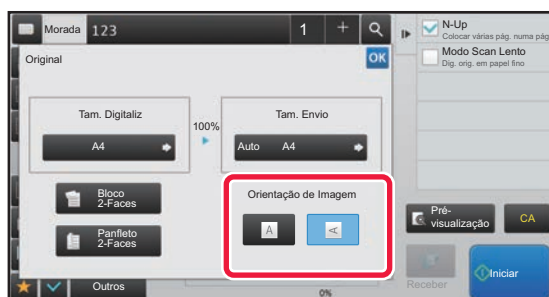 Morada 123 1 +
Original
OK
Tam. Digitaliz
Tam. Envio
100%
A4
Auto A4
Bloco
2-Faces
Panfleto
2-Faces
Orientação de Imagem
A
A
Outros
0%
N-Up
Colocar várias pág. numa pág
Modo Scan Lento
Dig. orig. em papel fino
Pré-
visualização
CA
Receber
Iniciar